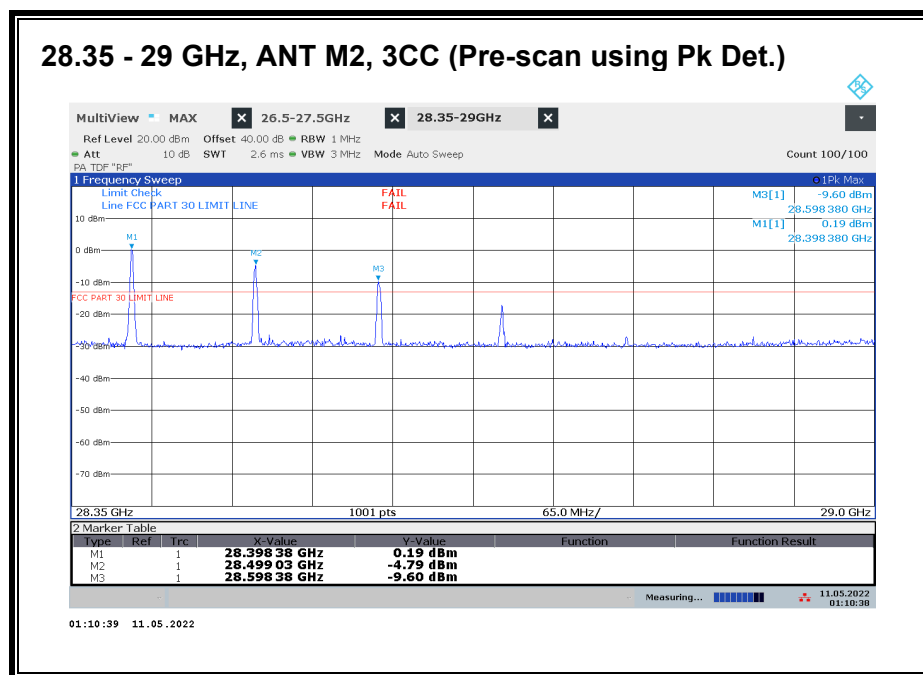 28.35 - 29 GHz, ANT M2, 3CC (Pre-scan using Pk Det.)
R&S
MultiView MAX 26.5-27.5GHz 28.35-29GHz
Ref Level 20.00 dBm Offset 40.00 dB RBW 1 MHz
Att 10 dB SWT 2.6 ms VBW 3 MHz Mode Auto Sweep Count 100/100
PA TDF "RF"
1 Frequency Sweep 1Pk Max
Limit Check FAIL M3[1] -9.60 dBm
Line FCC PART 30 LIMIT LINE FAIL 28.598 380 GHz
10 dBm M1[1] 0.19 dBm
M1 28.398 380 GHz
0 dBm M2
M3
-10 dBm
FCC PART 30 LIMIT LINE
-20 dBm
-30 dBm
-40 dBm
-50 dBm
-60 dBm
-70 dBm
28.35 GHz 1001 pts 65.0 MHz/ 29.0 GHz
2 Marker Table
Type Ref Trc X-Value Y-Value Function Function Result
M1 1 28.398 38 GHz 0.19 dBm
M2 1 28.499 03 GHz -4.79 dBm
M3 1 28.598 38 GHz -9.60 dBm
Measuring... 11.05.2022
01:10:38
01:10:39 11.05.2022